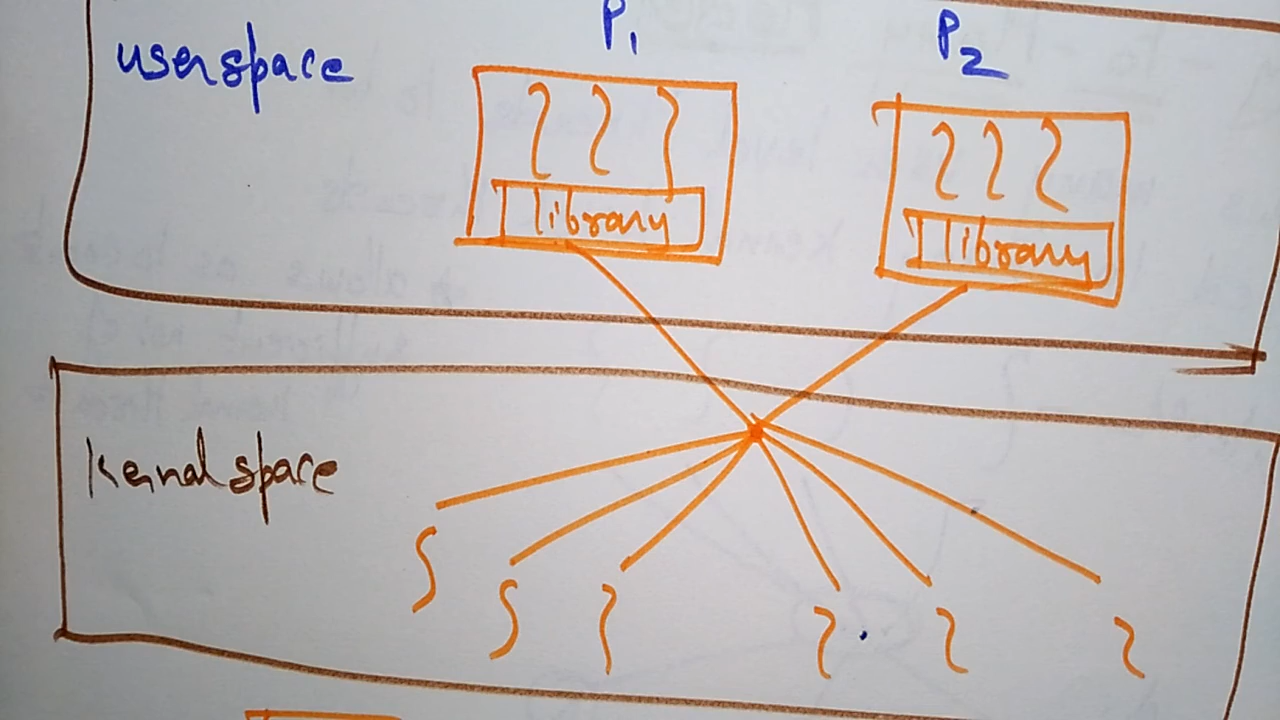 P1
P2
userspace
library
library
Kernal space